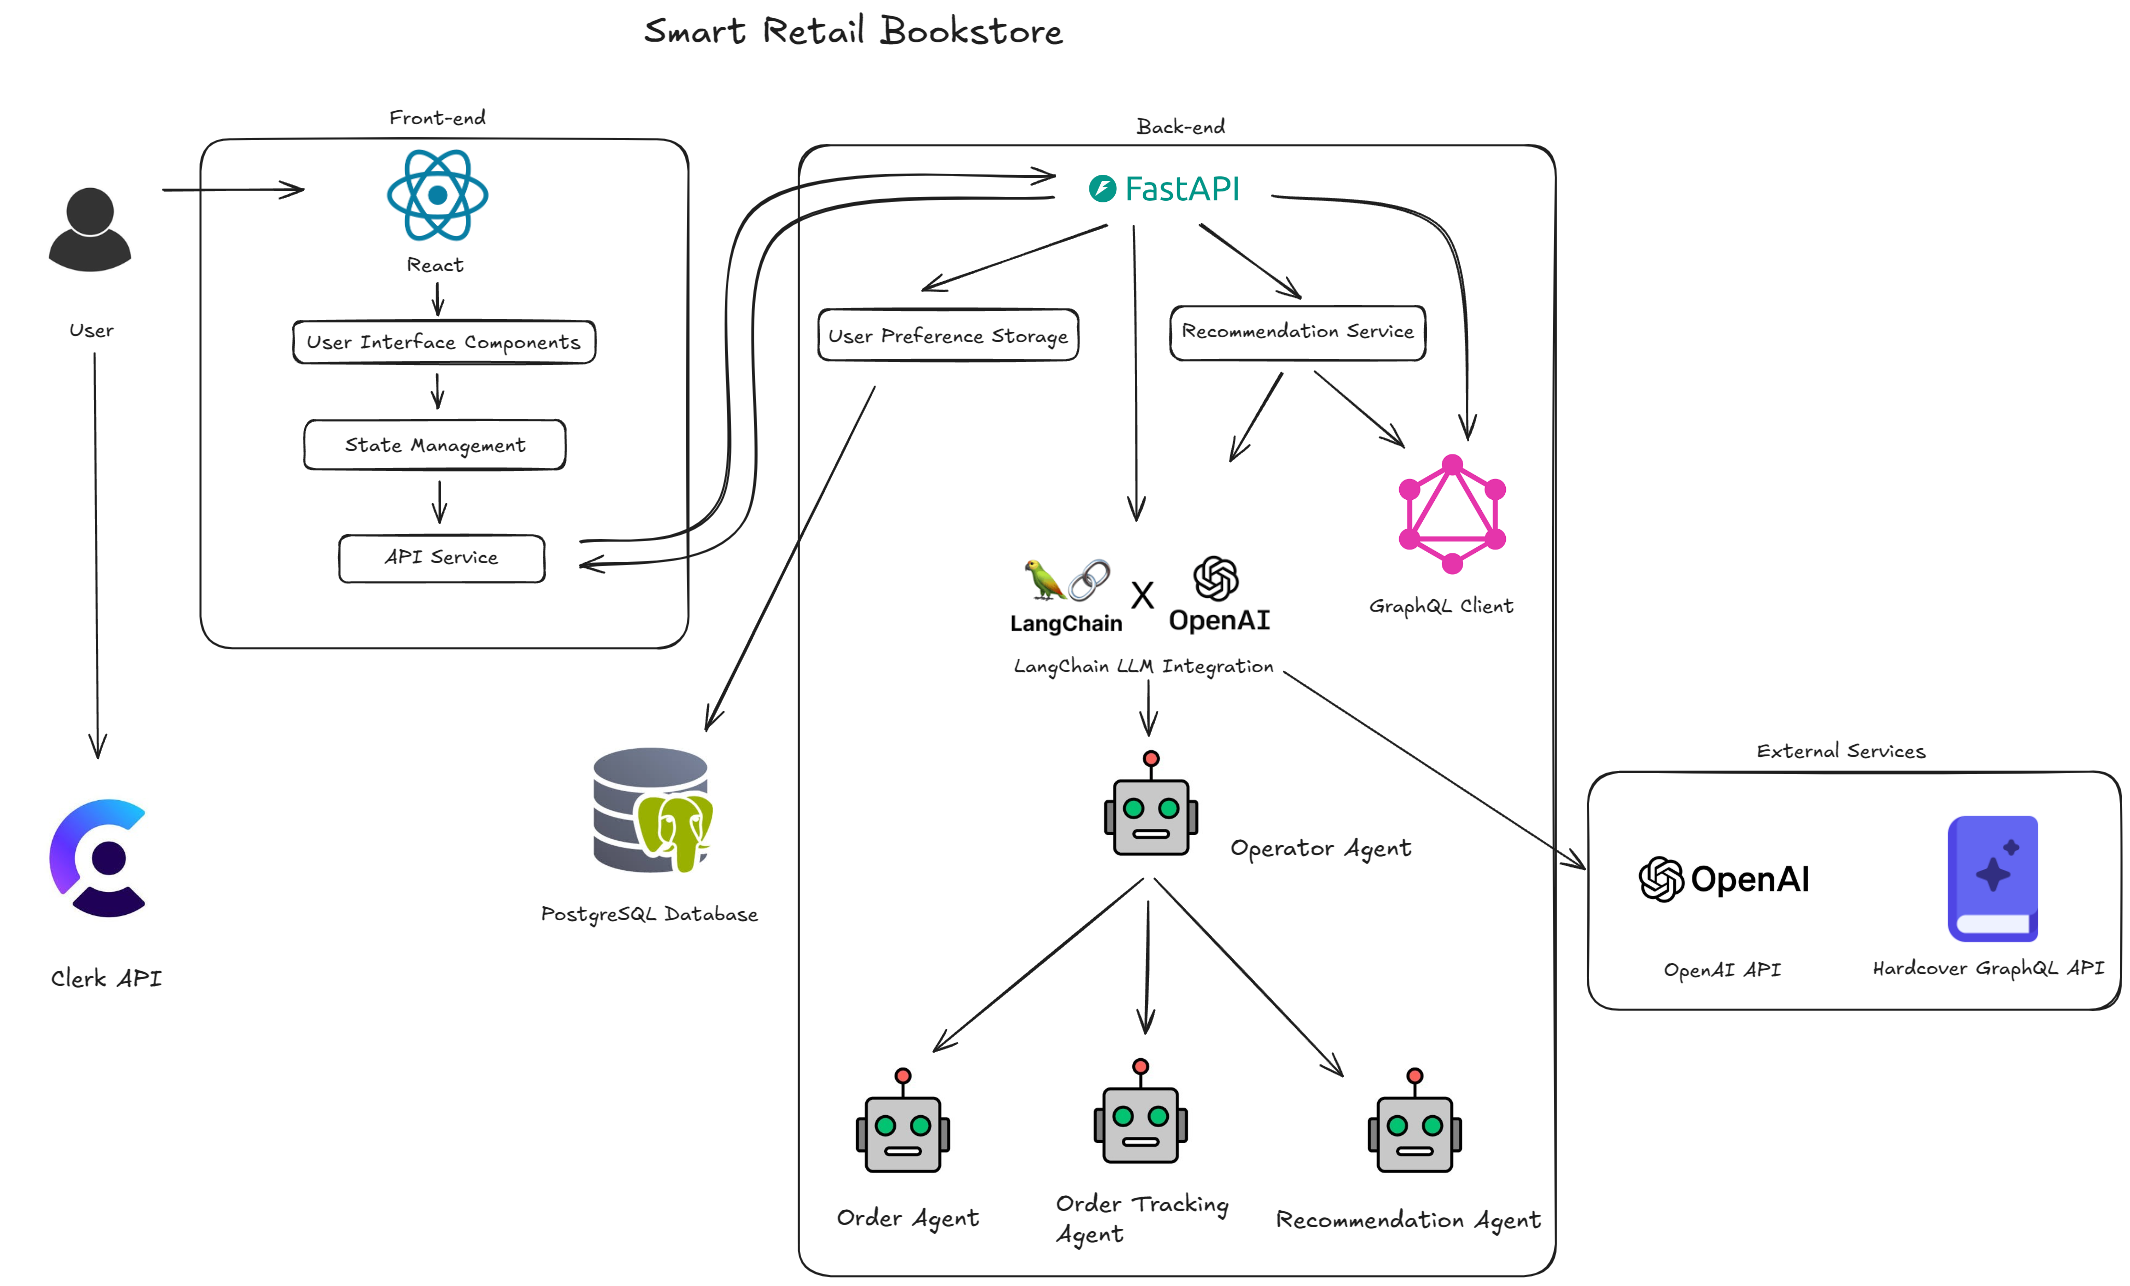 Smart Retail Bookstore
Front-end
React
User Interface Components
State Management
API Service
User
Clerk API
PostgreSQL Database
Back-end
FastAPI
User Preference Storage
Recommendation Service
LangChain X OpenAI
LangChain LLM Integration
GraphQL Client
Operator Agent
Order Agent
Order Tracking
Agent
Recommendation Agent
External Services
OpenAI
OpenAI API
Hardcover GraphQL API